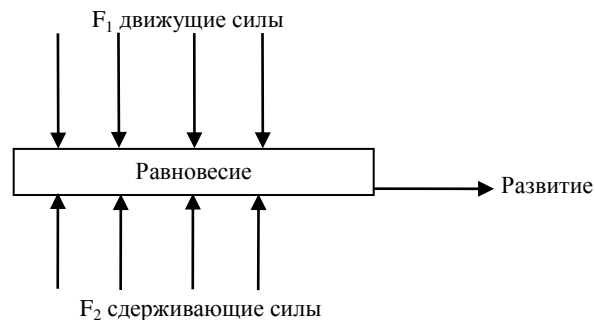 F₁ движущие силы
Равновесие
Развитие
F₂ сдерживающие силы